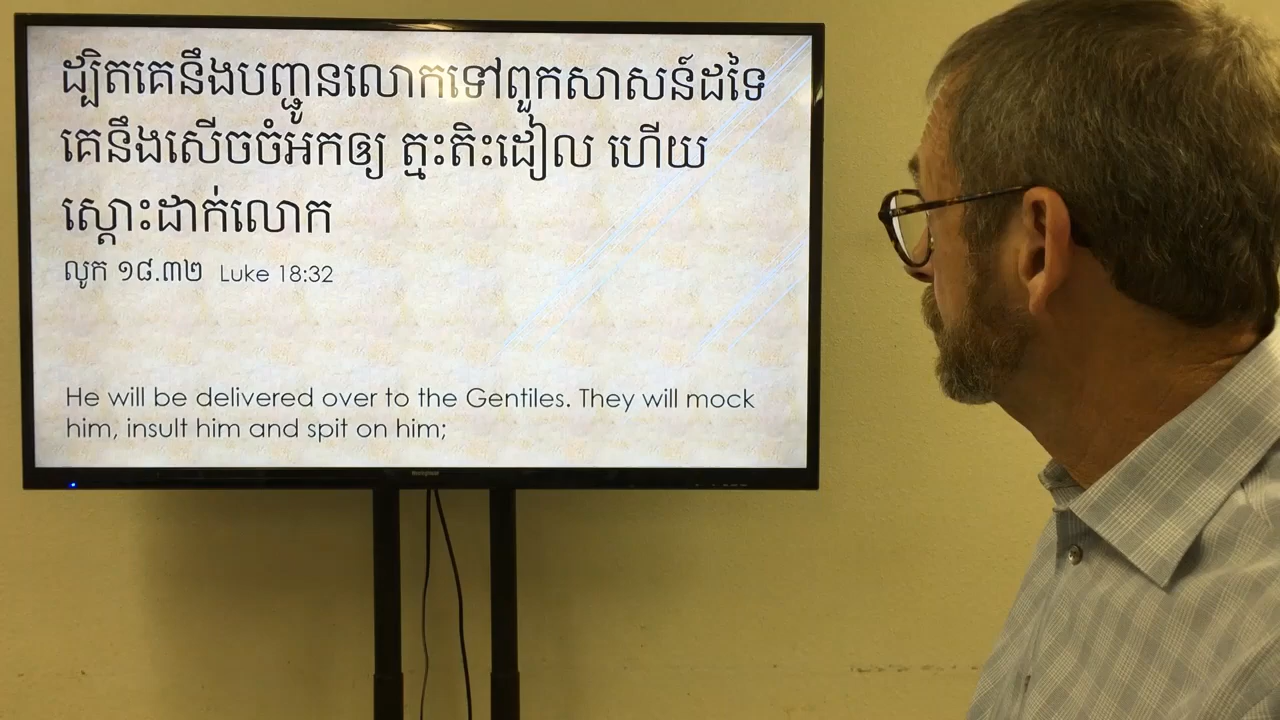 ដ្បិតគេនឹងបញ្ជូនលោកទៅពួកសាសន៍ដទៃ
គេនឹងសើចចំអកឲ្យ ត្មះតិះដៀល ហើយ
ស្តោះដាក់លោក
លូក ១៨.៣២ Luke 18:32
He will be delivered over to the Gentiles. They will mock
him, insult him and spit on him;
Westinghouse